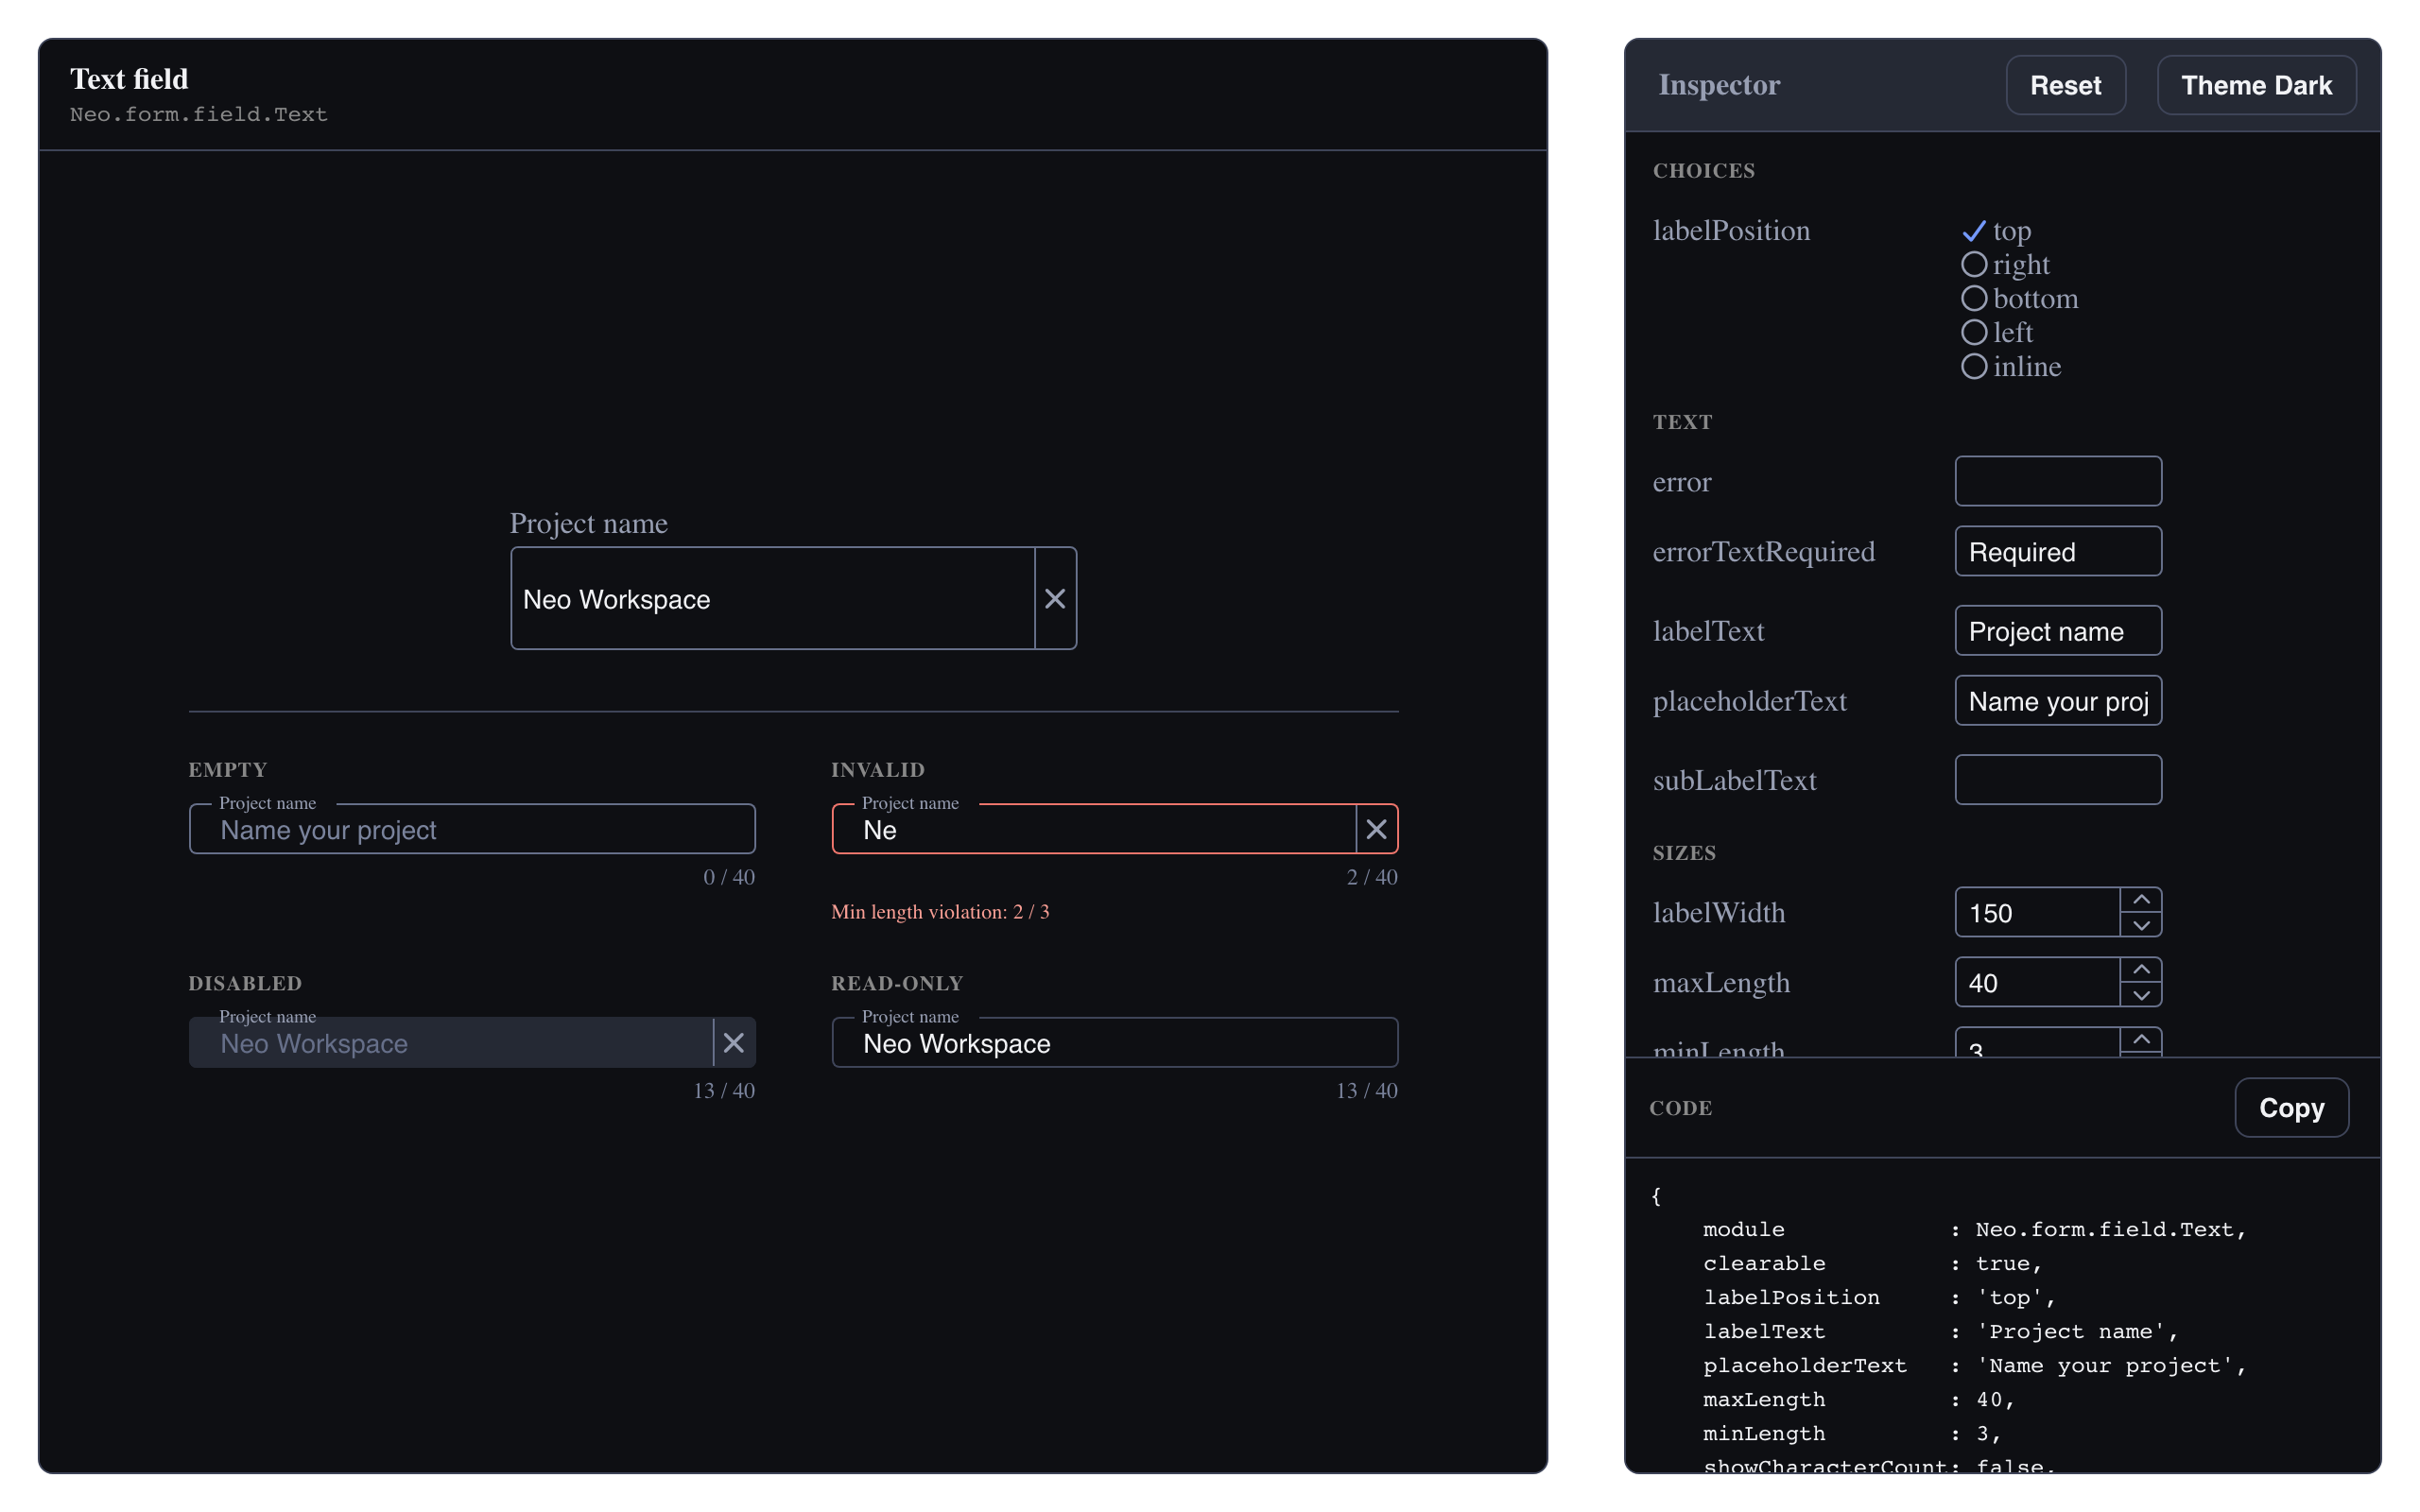 Text field
Neo.form.field.Text
Project name
Neo Workspace
EMPTY
Project name
Name your project
0 / 40
INVALID
Project name
Ne
2 / 40
Min length violation: 2 / 3
DISABLED
Project name
Neo Workspace
13 / 40
READ-ONLY
Project name
Neo Workspace
13 / 40
Inspector
Reset
Theme Dark
CHOICES
labelPosition
top
right
bottom
left
inline
TEXT
error
errorTextRequired
Required
labelText
Project name
placeholderText
Name your proj
subLabelText
SIZES
labelWidth
150
maxLength
40
minLength
3
CODE
Copy
{
module : Neo.form.field.Text,
clearable : true,
labelPosition : 'top',
labelText : 'Project name',
placeholderText : 'Name your project',
maxLength : 40,
minLength : 3,
showCharacterCount: false,